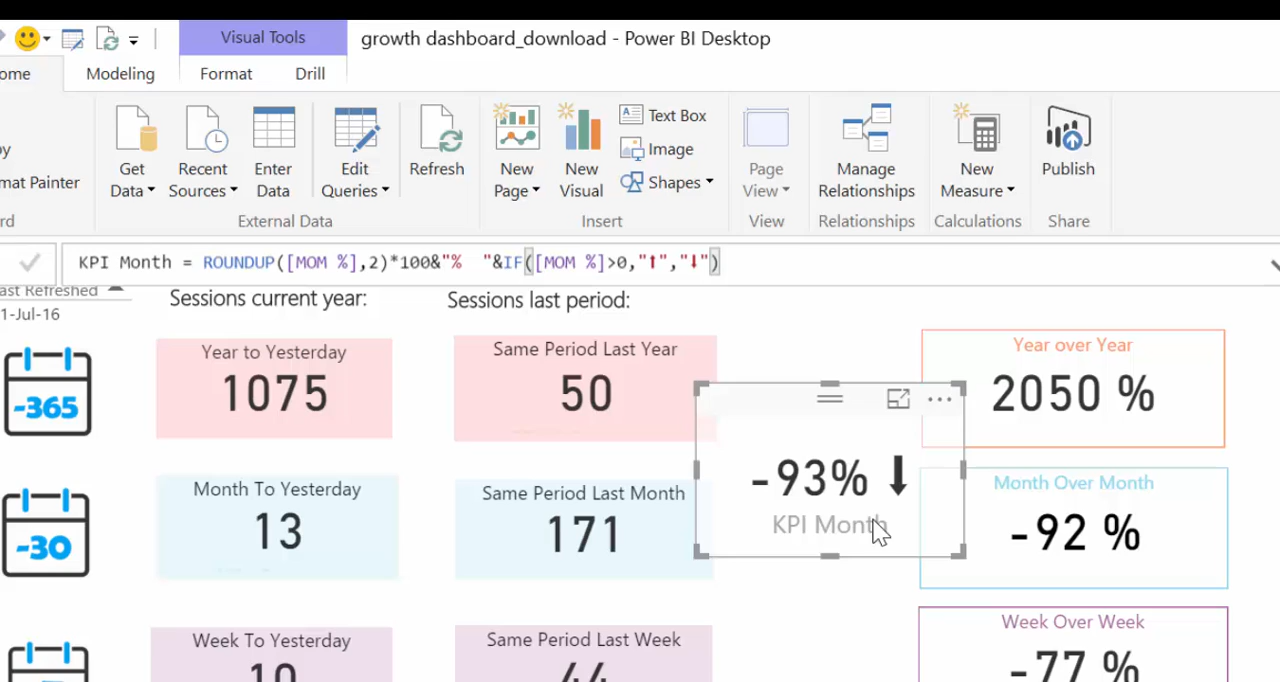 Visual Tools
growth dashboard_download - Power BI Desktop
ome
Modeling
Format
Drill
py
mat Painter
rd
Get Data
Recent Sources
Enter Data
External Data
Edit Queries
Refresh
New Page
New Visual
Text Box
Image
Shapes
Insert
Page View
View
Manage Relationships
Relationships
New Measure
Calculations
Publish
Share
KPI Month = ROUNDUP([MOM %],2)*100&"%  "&IF([MOM %]>0,"⬆","⬇")
ast Refreshed
1-Jul-16
Sessions current year:
Sessions last period:
-365
Year to Yesterday
1075
Same Period Last Year
50
Year over Year
2050 %
-93% ⬇
KPI Month
-30
Month To Yesterday
13
Same Period Last Month
171
Month Over Month
-92 %
Week To Yesterday
10
Same Period Last Week
44
Week Over Week
-77 %